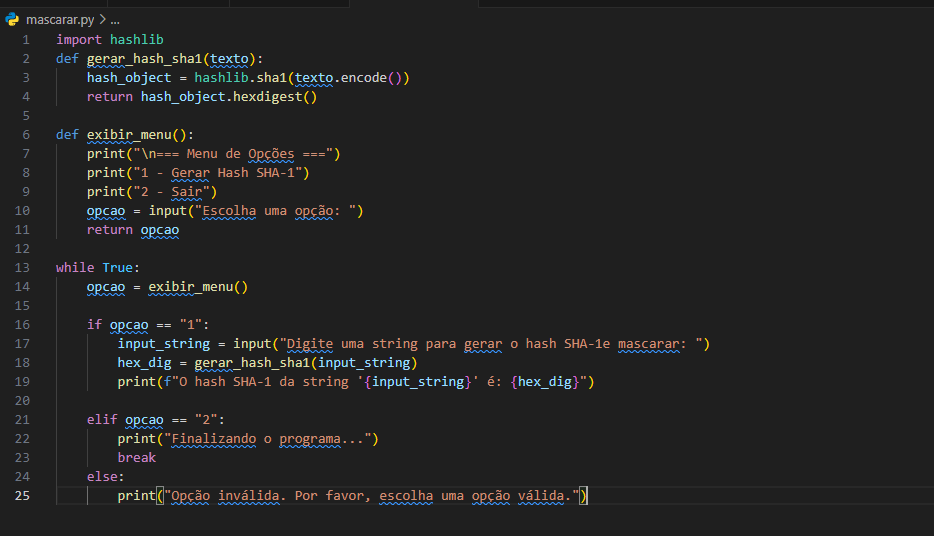 mascarar.py > ...
1 import hashlib
2 def gerar_hash_sha1(texto):
3     hash_object = hashlib.sha1(texto.encode())
4     return hash_object.hexdigest()
5
6 def exibir_menu():
7     print("\n=== Menu de Opções ===")
8     print("1 - Gerar Hash SHA-1")
9     print("2 - Sair")
10     opcao = input("Escolha uma opção: ")
11     return opcao
12
13 while True:
14     opcao = exibir_menu()
15
16     if opcao == "1":
17         input_string = input("Digite uma string para gerar o hash SHA-1e mascarar: ")
18         hex_dig = gerar_hash_sha1(input_string)
19         print(f"O hash SHA-1 da string '{input_string}' é: {hex_dig}")
20
21     elif opcao == "2":
22         print("Finalizando o programa...")
23         break
24     else:
25         print("Opção inválida. Por favor, escolha uma opção válida.")